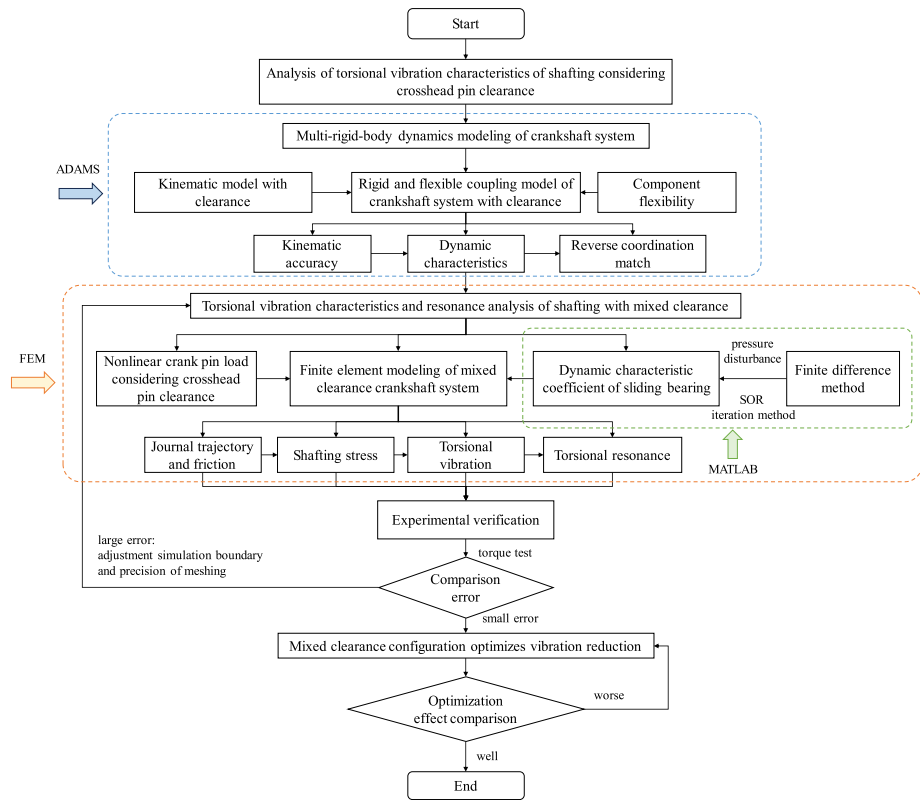 Start
Analysis of torsional vibration characteristics of shafting considering
crosshead pin clearance
Multi-rigid-body dynamics modeling of crankshaft system
ADAMS
Kinematic model with
clearance
Rigid and flexible coupling model of
crankshaft system with clearance
Component
flexibility
Kinematic
accuracy
Dynamic
characteristics
Reverse coordination
match
Torsional vibration characteristics and resonance analysis of shafting with mixed clearance
FEM
Nonlinear crank pin load
considering crosshead
pin clearance
Finite element modeling of mixed
clearance crankshaft system
Dynamic characteristic
coefficient of sliding bearing
pressure
disturbance
SOR
iteration method
Finite difference
method
MATLAB
Journal trajectory
and friction
Shafting stress
Torsional
vibration
Torsional resonance
Experimental verification
torque test
large error:
adjustment simulation boundary
and precision of meshing
Comparison
error
small error
Mixed clearance configuration optimizes vibration reduction
Optimization
effect comparison
worse
well
End